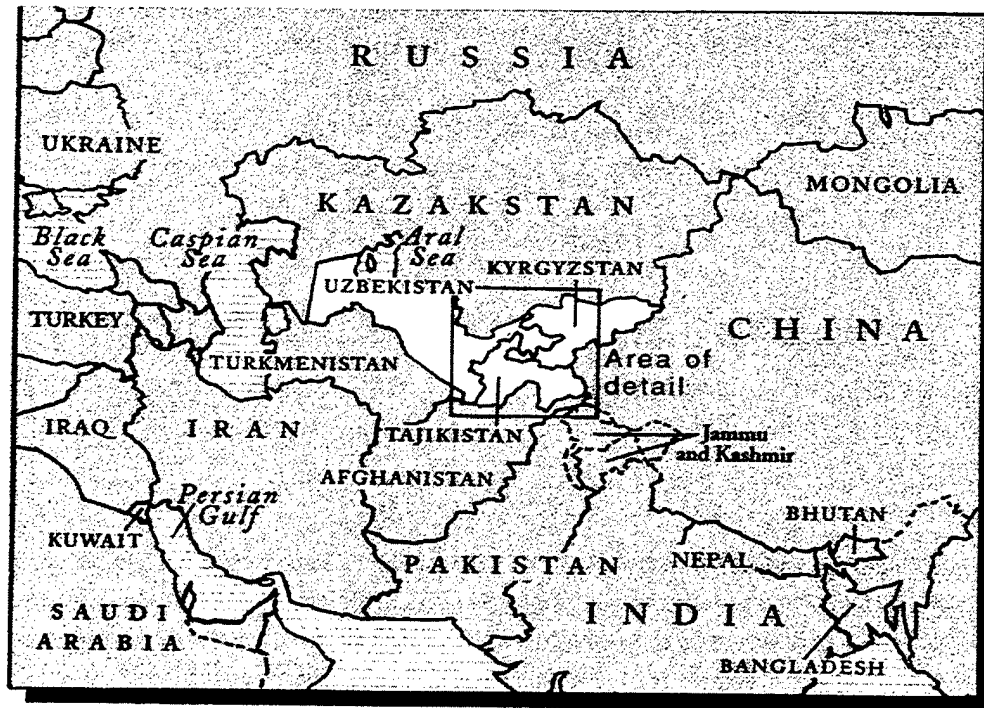 RUSSIA
UKRAINE
MONGOLIA
KAZAKSTAN
Black
Sea
Caspian
Sea
Aral
Sea
KYRGYZSTAN
UZBEKISTAN
TURKEY
CHINA
TURKMENISTAN
Area of
detail
IRAQ
IRAN
TAJIKISTAN
Jammu
and Kashmir
AFGHANISTAN
Persian
Gulf
BHUTAN
KUWAIT
PAKISTAN
NEPAL
SAUDI
ARABIA
INDIA
BANGLADESH